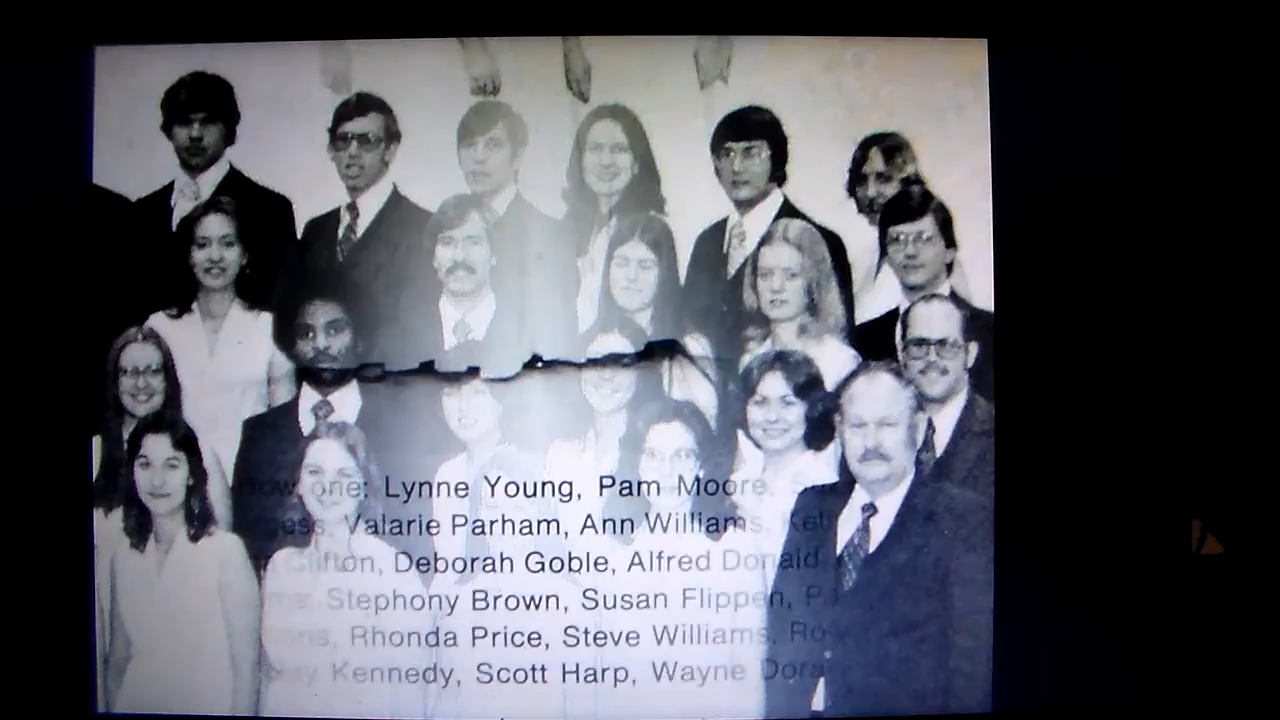 Row one: Lynne Young, Pam Moore,
Valarie Parham, Ann Williams,
Clifton, Deborah Goble, Alfred Donald
Stephony Brown, Susan Flippen,
Rhonda Price, Steve Williams,
Kennedy, Scott Harp, Wayne